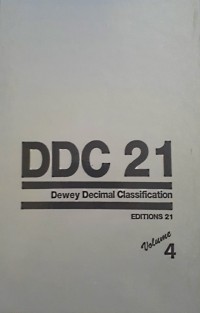 DDC 21
Dewey Decimal Classification
EDITIONS 21
Volume
4